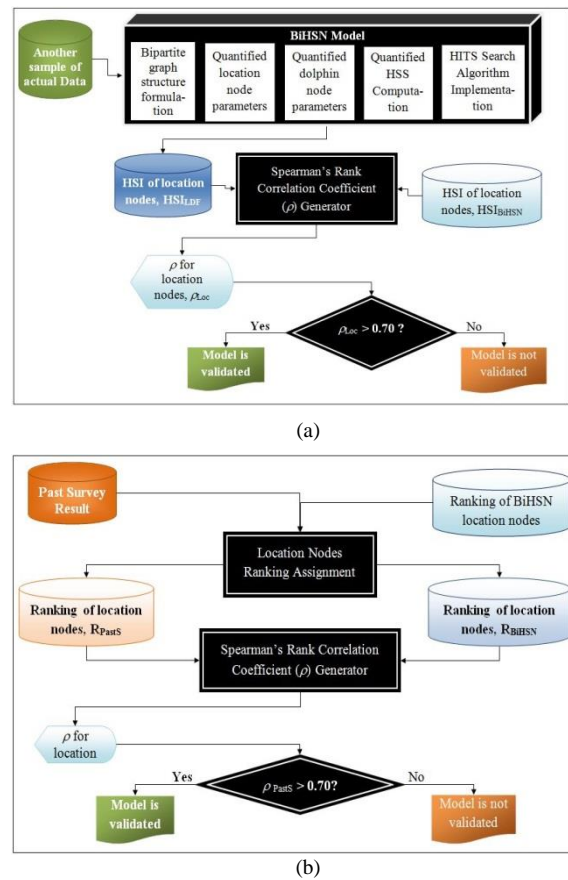 BiHSN Model
Another
sample of
actual Data
Bipartite
graph
structure
formula-
tion
Quantified
location
node
parameters
Quantified
dolphin
node
parameters
Quantified
HSS
Computa-
tion
HITS Search
Algorithm
Implementa-
tion
HSI of location
nodes, HSILDF
Spearman's Rank
Correlation Coefficient
(ρ) Generator
HSI of location
nodes, HSIBiHSN
ρ for
location
nodes, ρLoc
ρLoc > 0.70 ?
Yes
No
Model is
validated
Model is not
validated
(a)
Past Survey
Result
Ranking of BiHSN
location nodes
Location Nodes
Ranking Assignment
Ranking of location
nodes, RPastS
Ranking of location
nodes, RBiHSN
Spearman's Rank Correlation
Coefficient (ρ) Generator
ρ for
location
ρ PastS > 0.70?
Yes
No
Model is
validated
Model is not
validated
(b)